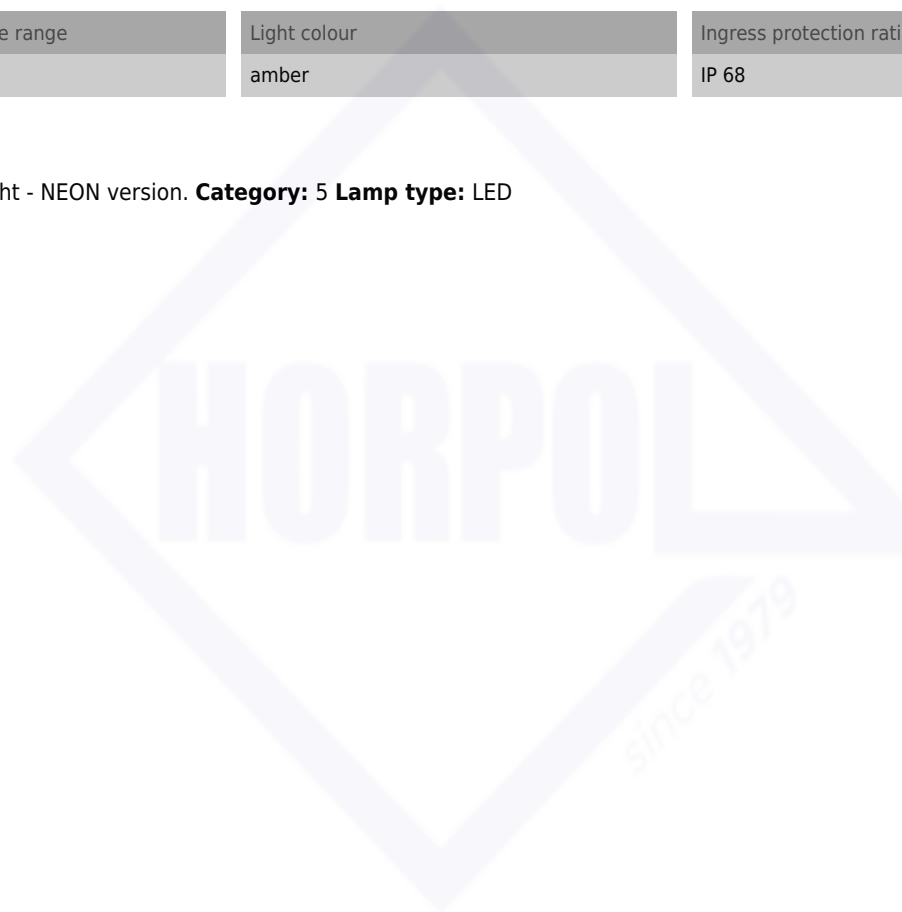 e range Light colour Ingress protection rati
amber IP 68
ht - NEON version. Category: 5 Lamp type: LED
HORPOL
since 1979